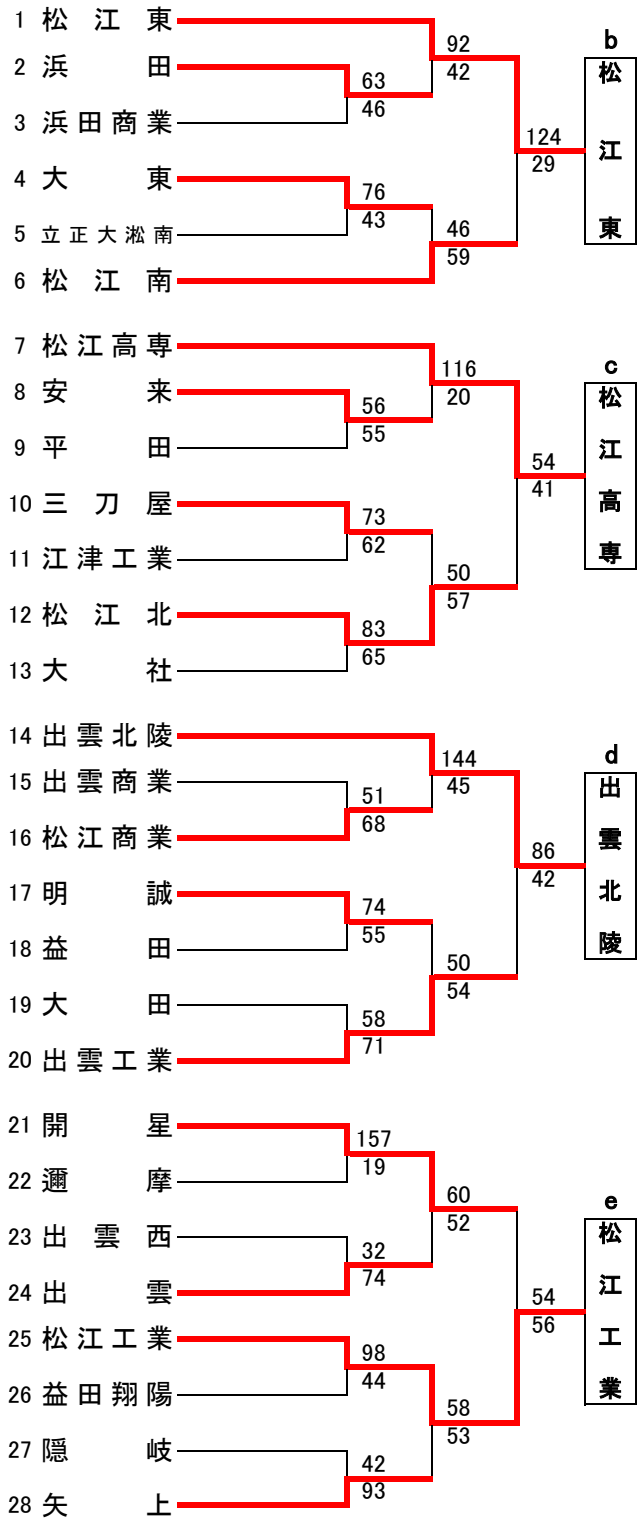 1 松江東
2 浜田
3 浜田商業
4 大東
5 立正大淞南
6 松江南
63
46
76
43
92
42
46
59
124
29
b
松江東
7 松江高専
8 安来
9 平田
10 三刀屋
11 江津工業
12 松江北
13 大社
56
55
73
62
83
65
116
20
50
57
54
41
c
松江高専
14 出雲北陵
15 出雲商業
16 松江商業
17 明誠
18 益田
19 大田
20 出雲工業
51
68
74
55
58
71
144
45
50
54
86
42
d
出雲北陵
21 開星
22 邇摩
23 出雲西
24 出雲
25 松江工業
26 益田翔陽
27 隠岐
28 矢上
157
19
32
74
98
44
42
93
60
52
58
53
54
56
e
松江工業